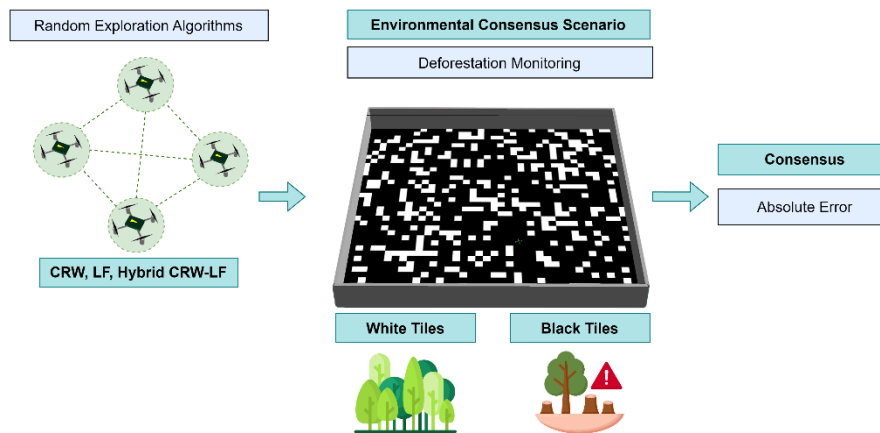 Random Exploration Algorithms
Environmental Consensus Scenario
Deforestation Monitoring
Consensus
Absolute Error
CRW, LF, Hybrid CRW-LF
White Tiles
Black Tiles
!